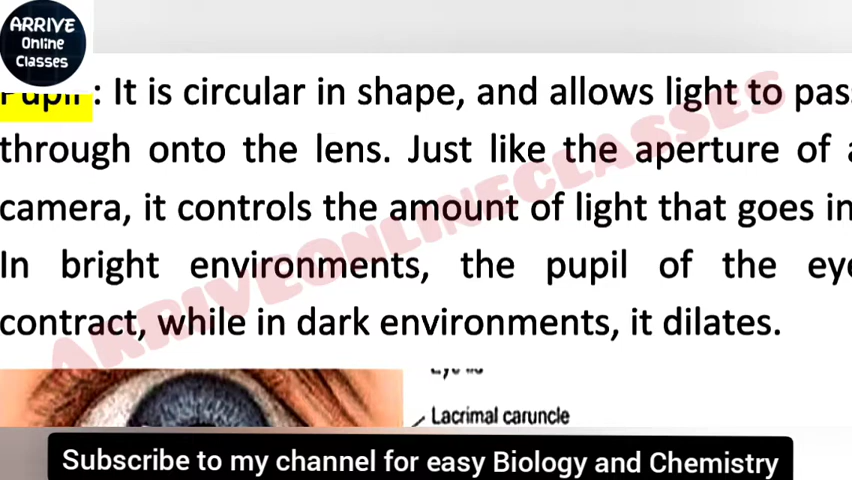 ARRIVE
Online
Classes
Pupil : It is circular in shape, and allows light to pas
through onto the lens. Just like the aperture of a
camera, it controls the amount of light that goes in
In bright environments, the pupil of the eye
contract, while in dark environments, it dilates.
ARRIVEONLINECLASSES
Lacrimal caruncle
Subscribe to my channel for easy Biology and Chemistry